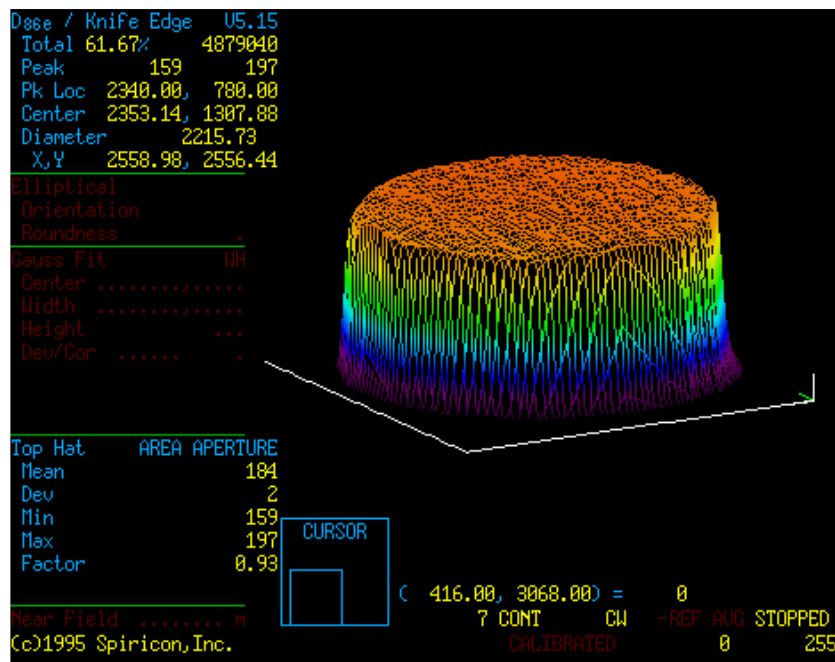 D86e / Knife Edge V5.15
Total 61.67% 4879040
Peak 159 197
Pk Loc 2340.00, 780.00
Center 2353.14, 1307.88
Diameter 2215.73
X,Y 2558.98, 2556.44
Elliptical
Orientation
Roundness .
Gauss Fit WH
Center ........,.....
Width ........,.....
Height ...
Dev/Cor ...... .
Top Hat AREA APERTURE
Mean 184
Dev 2
Min 159
Max 197
Factor 0.93
CURSOR
( 416.00, 3068.00) = 0
Near Field ........ m
7 CONT CW -REF AVG STOPPED
(c)1995 Spiricon,Inc.
CALIBRATED 0 255